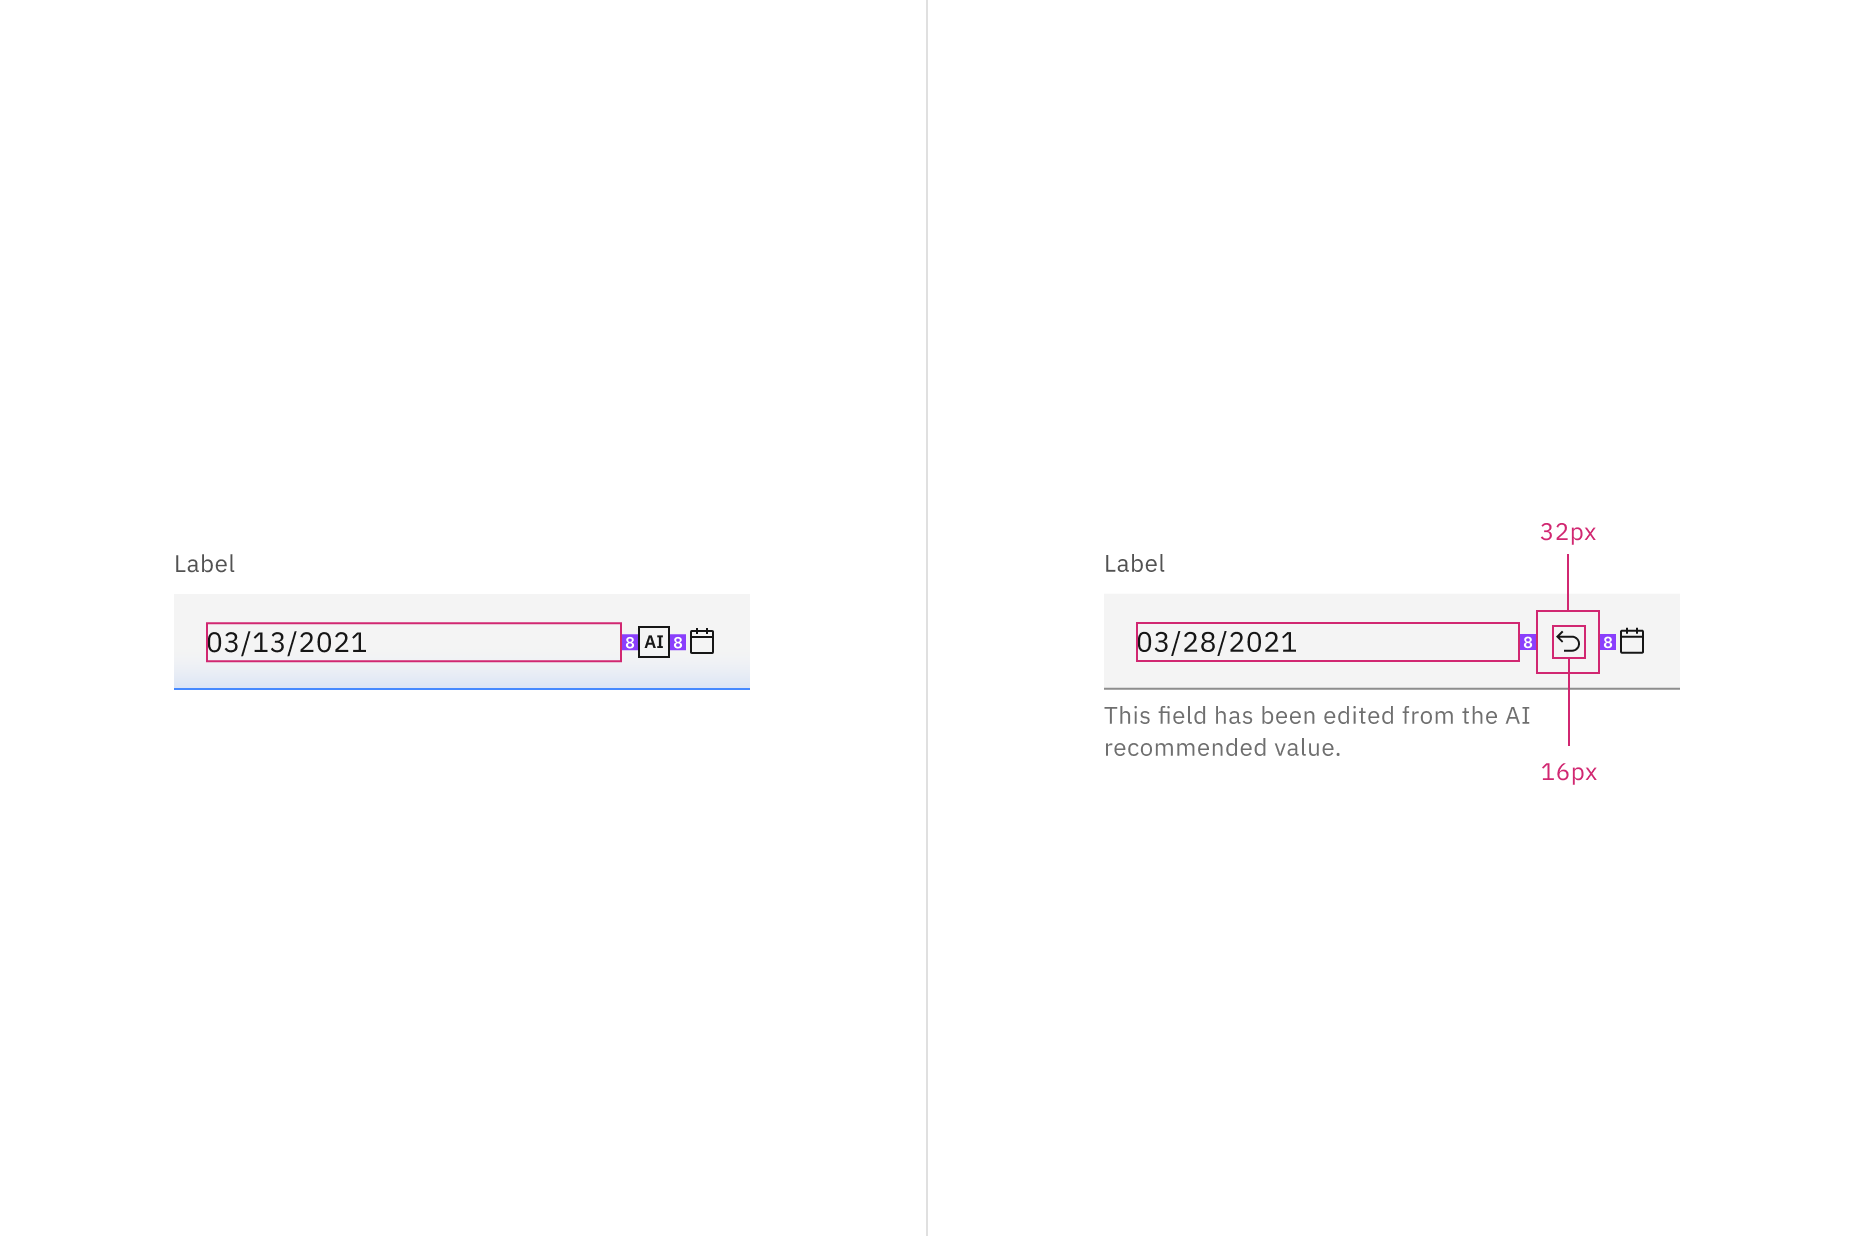 Label
03/13/2021 8 AI 8
32px
Label
03/28/2021 8 8
This field has been edited from the AI
recommended value.
16px